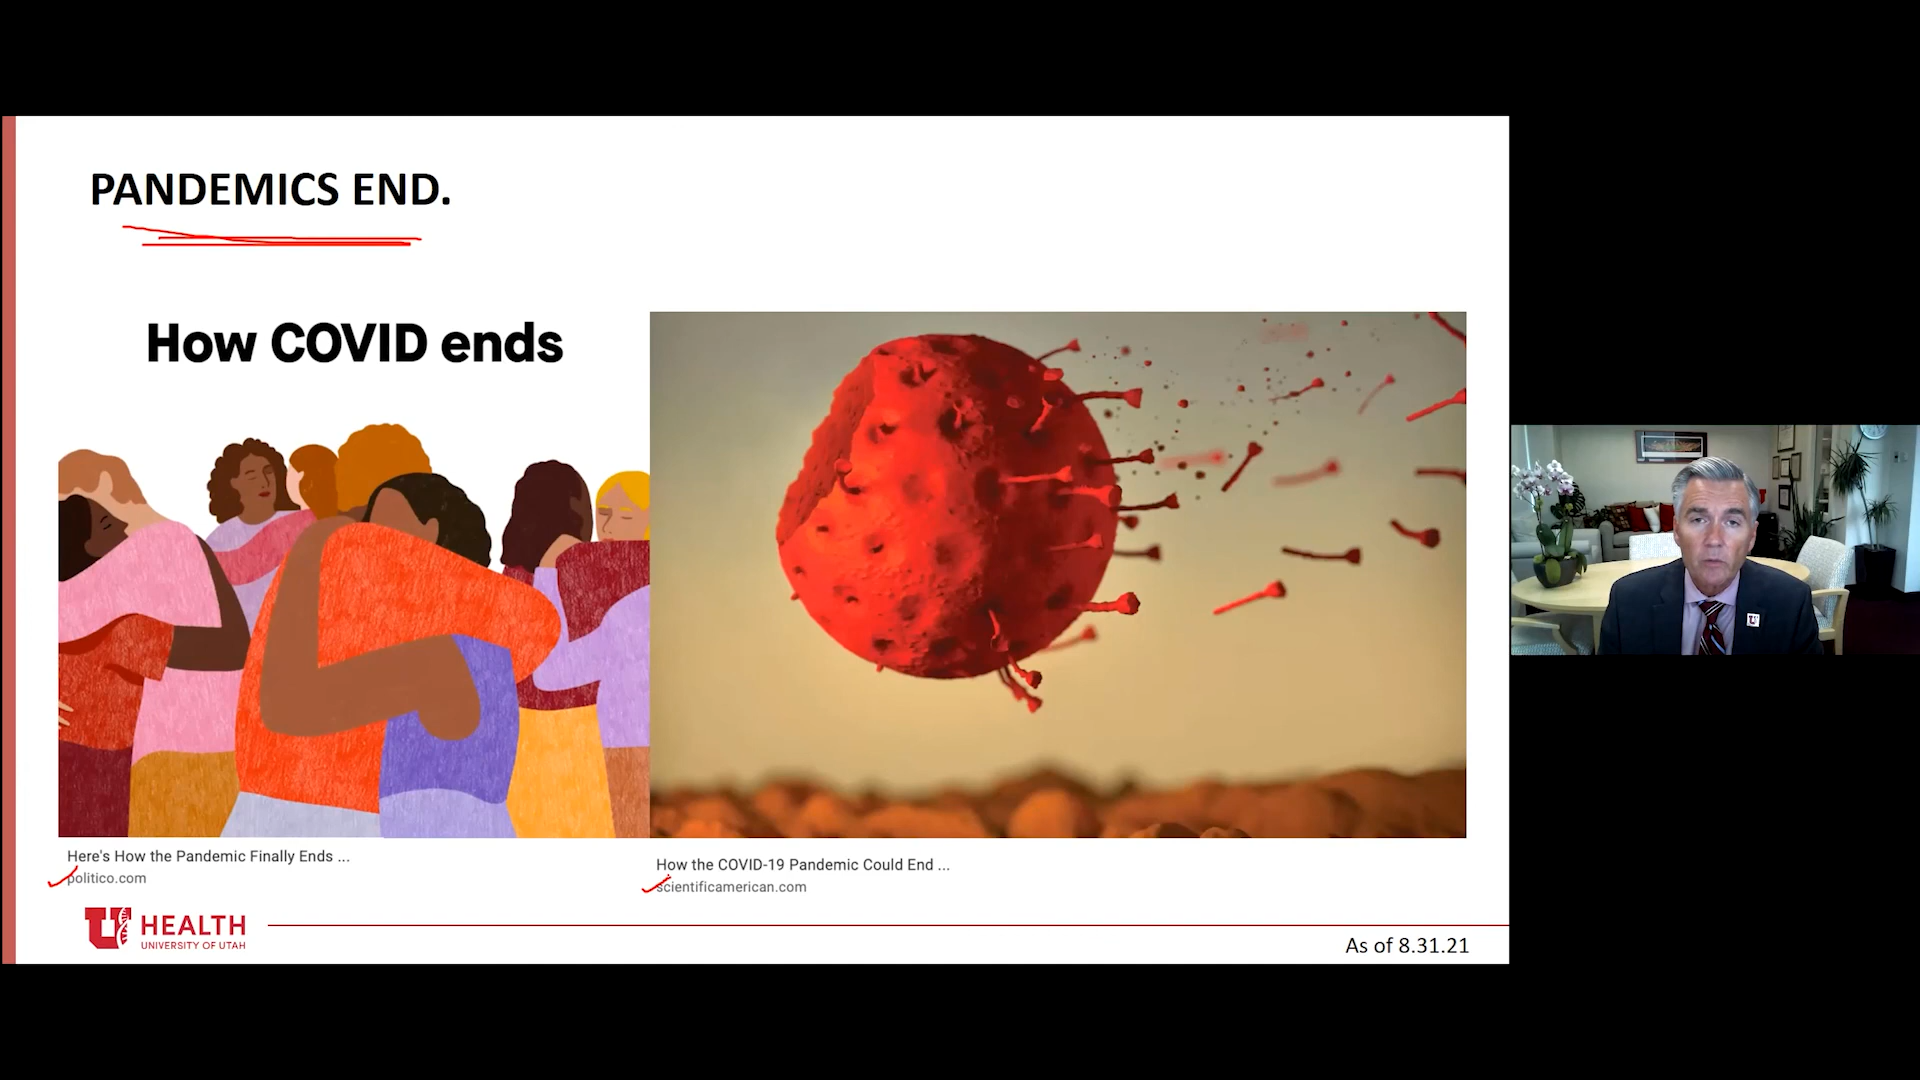 PANDEMICS END.
How COVID ends
Here's How the Pandemic Finally Ends ...
politico.com
How the COVID-19 Pandemic Could End ...
scientificamerican.com
U HEALTH
UNIVERSITY OF UTAH
As of 8.31.21
U